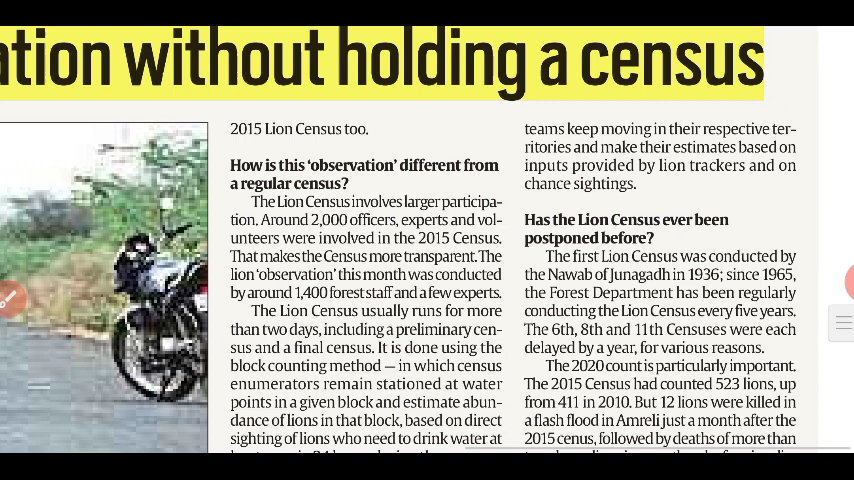 ation without holding a census
2015 Lion Census too.
How is this ‘observation’ different from
a regular census?
The Lion Census involves larger participa-
tion. Around 2,000 officers, experts and vol-
unteers were involved in the 2015 Census.
That makes the Census more transparent. The
lion ‘observation’ this month was conducted
by around 1,400 forest staff and a few experts.
The Lion Census usually runs for more
than two days, including a preliminary cen-
sus and a final census. It is done using the
block counting method — in which census
enumerators remain stationed at water
points in a given block and estimate abun-
dance of lions in that block, based on direct
sighting of lions who need to drink water at
teams keep moving in their respective ter-
ritories and make their estimates based on
inputs provided by lion trackers and on
chance sightings.
Has the Lion Census ever been
postponed before?
The first Lion Census was conducted by
the Nawab of Junagadh in 1936; since 1965,
the Forest Department has been regularly
conducting the Lion Census every five years.
The 6th, 8th and 11th Censuses were each
delayed by a year, for various reasons.
The 2020 count is particularly important.
The 2015 Census had counted 523 lions, up
from 411 in 2010. But 12 lions were killed in
a flash flood in Amreli just a month after the
2015 cenus, followed by deaths of more than